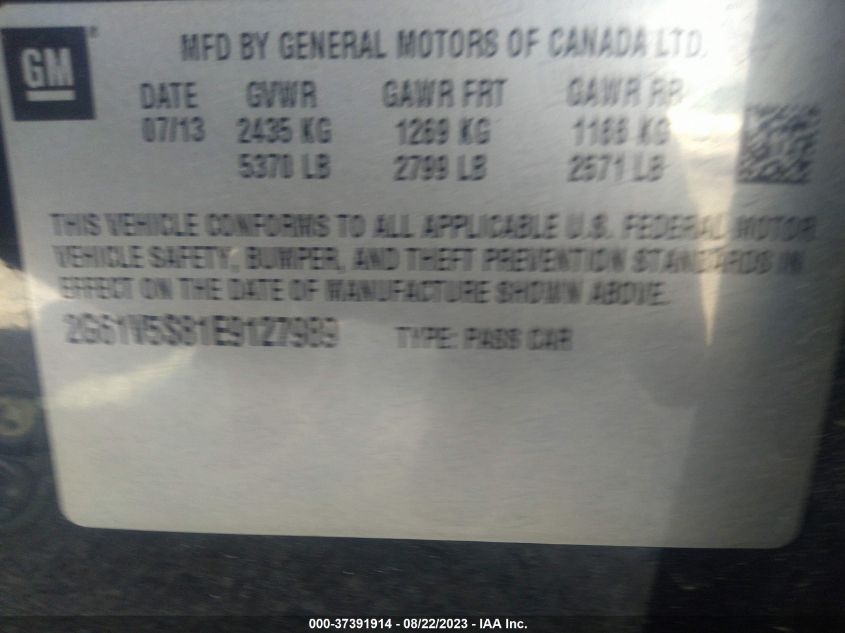 GM ®
MFD BY GENERAL MOTORS OF CANADA LTD.
DATE GVWR GAWR FRT GAWR RR
07/13 2435 KG 1269 KG 1166 KG
5370 LB 2799 LB 2571 LB
THIS VEHICLE CONFORMS TO ALL APPLICABLE U.S. FEDERAL MOTOR
VEHICLE SAFETY, BUMPER, AND THEFT PREVENTION STANDARDS IN
EFFECT ON THE DATE OF MANUFACTURE SHOWN ABOVE.
2G61V5S81E9127989 TYPE: PASS CAR
000-37391914 - 08/22/2023 - IAA Inc.